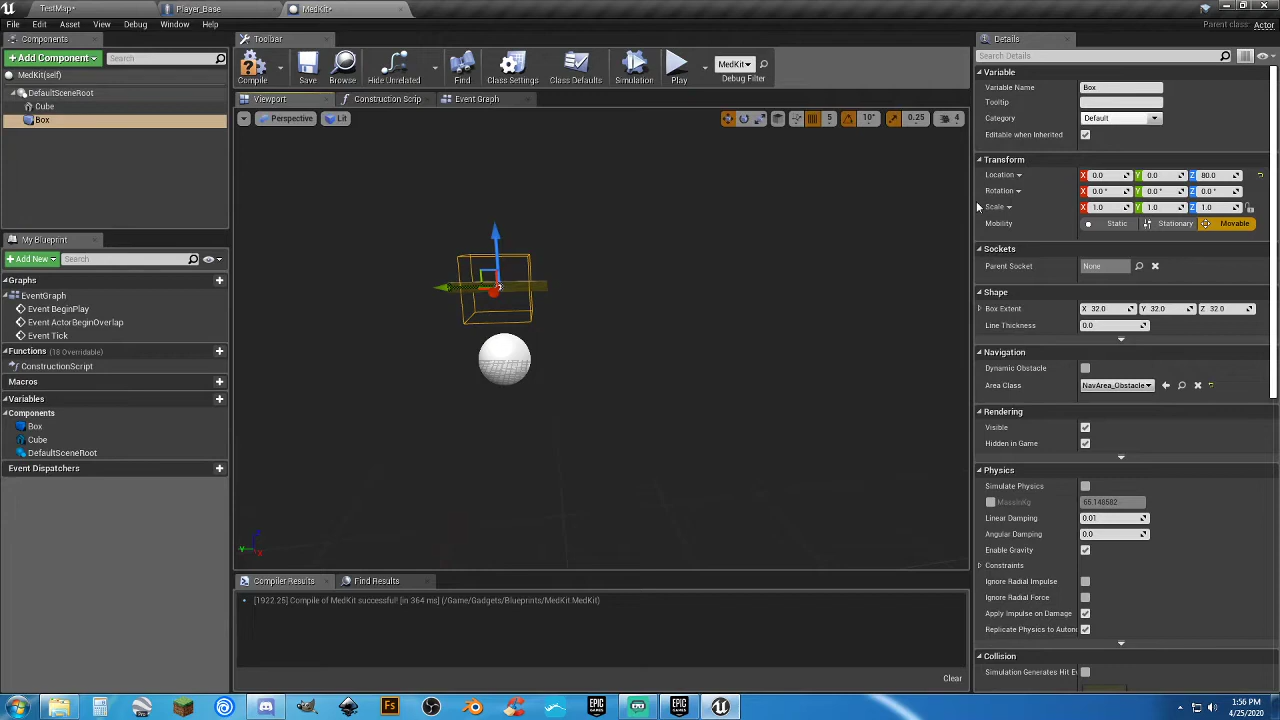 TestMap*
Player_Base
MedKit*
File Edit Asset View Debug Window Help
Parent class: Actor
Components
Toolbar
Details
+Add Component
Search
Search Details
MedKit(self)
DefaultSceneRoot
Cube
Box
Compile
Save
Browse
Hide Unrelated
Find
Class Settings
Class Defaults
Simulation
Play
MedKit
Debug Filter
Viewport
Construction Scrip
Event Graph
Perspective
Lit
5
10°
0.25
4
Variable
Variable Name Box
Tooltip
Category Default
Editable when Inherited
Transform
Location X 0.0 Y 0.0 Z 80.0
Rotation X 0.0 ° Y 0.0 ° Z 0.0 °
Scale X 1.0 Y 1.0 Z 1.0
Mobility Static Stationary Movable
Sockets
Parent Socket None
Shape
Box Extent X 32.0 Y 32.0 Z 32.0
Line Thickness 0.0
Navigation
Dynamic Obstacle
Area Class NavArea_Obstacle
Rendering
Visible
Hidden in Game
Physics
Simulate Physics
MassInKg 65.148582
Linear Damping 0.01
Angular Damping 0.0
Enable Gravity
Constraints
Ignore Radial Impulse
Ignore Radial Force
Apply Impulse on Damage
Replicate Physics to Auton
Collision
Simulation Generates Hit E
My Blueprint
+Add New
Search
Graphs
EventGraph
Event BeginPlay
Event ActorBeginOverlap
Event Tick
Functions (18 Overridden)
ConstructionScript
Macros
Variables
Components
Box
Cube
DefaultSceneRoot
Event Dispatchers
Compiler Results
Find Results
[1922.25] Compile of MedKit successful! [in 364 ms] (/Game/Gadgets/Blueprints/MedKit.MedKit)
Clear
1:56 PM
4/25/2020